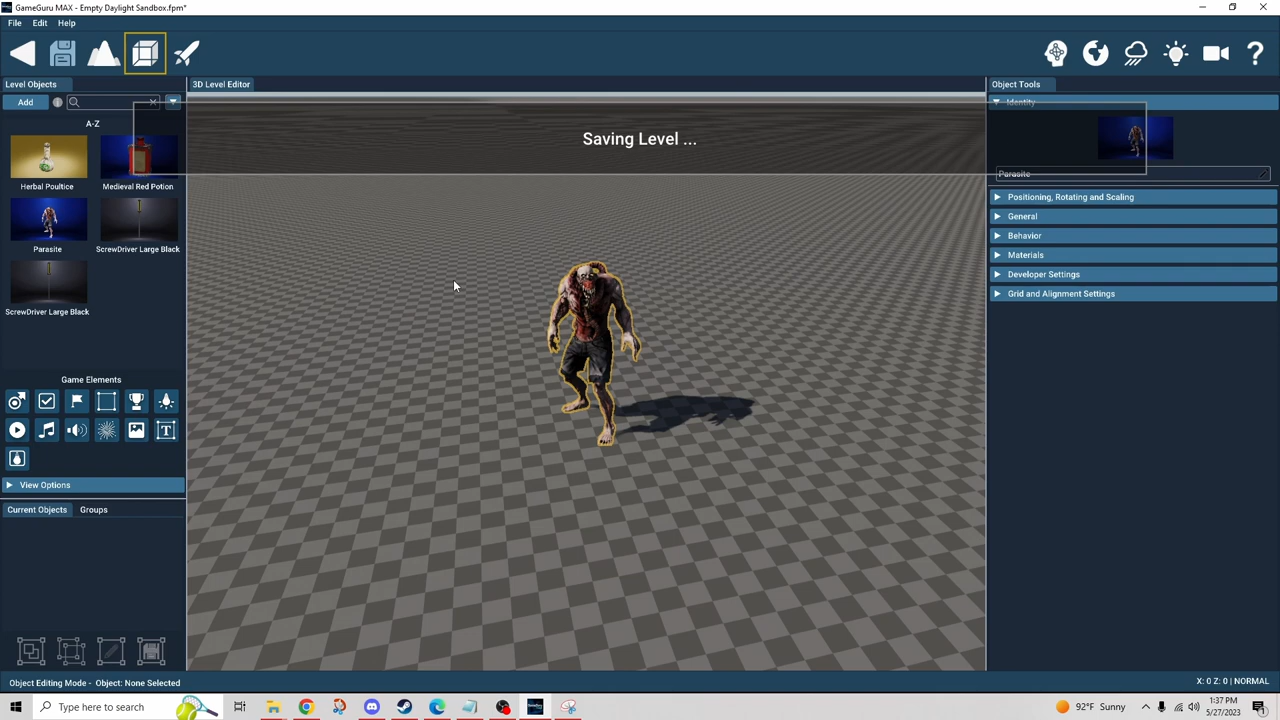 GameGuru MAX - Empty Daylight Sandbox.fpm*
File Edit Help
Level Objects
3D Level Editor
Object Tools
Add
Identity
A-Z
Saving Level ...
Herbal Poultice
Medieval Red Potion
Parasite
Positioning, Rotating and Scaling
General
Behavior
Parasite
ScrewDriver Large Black
Materials
Developer Settings
Grid and Alignment Settings
ScrewDriver Large Black
Game Elements
View Options
Current Objects Groups
Object Editing Mode - Object: None Selected
X: 0 Z: 0 | NORMAL
Type here to search
92°F Sunny
1:37 PM
5/27/2023